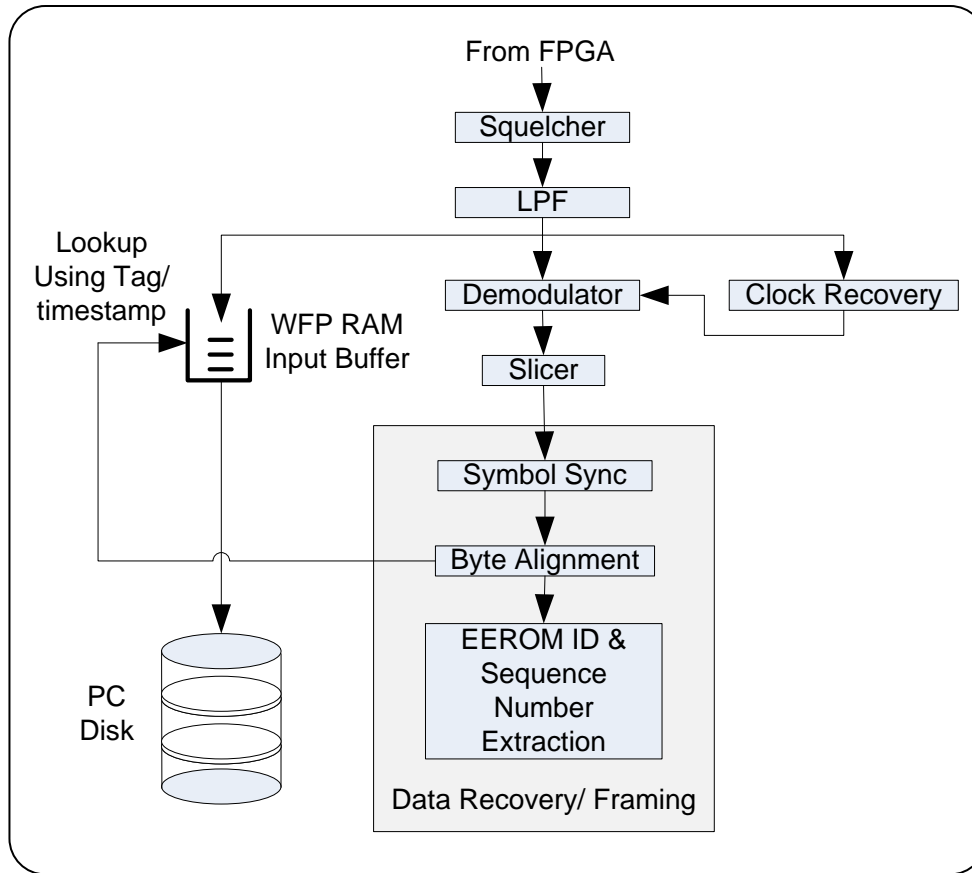 From FPGA
Squelcher
LPF
Lookup
Using Tag/
timestamp
WFP RAM
Input Buffer
Demodulator
Clock Recovery
Slicer
Symbol Sync
Byte Alignment
EEROM ID &
Sequence
Number
Extraction
PC
Disk
Data Recovery/ Framing